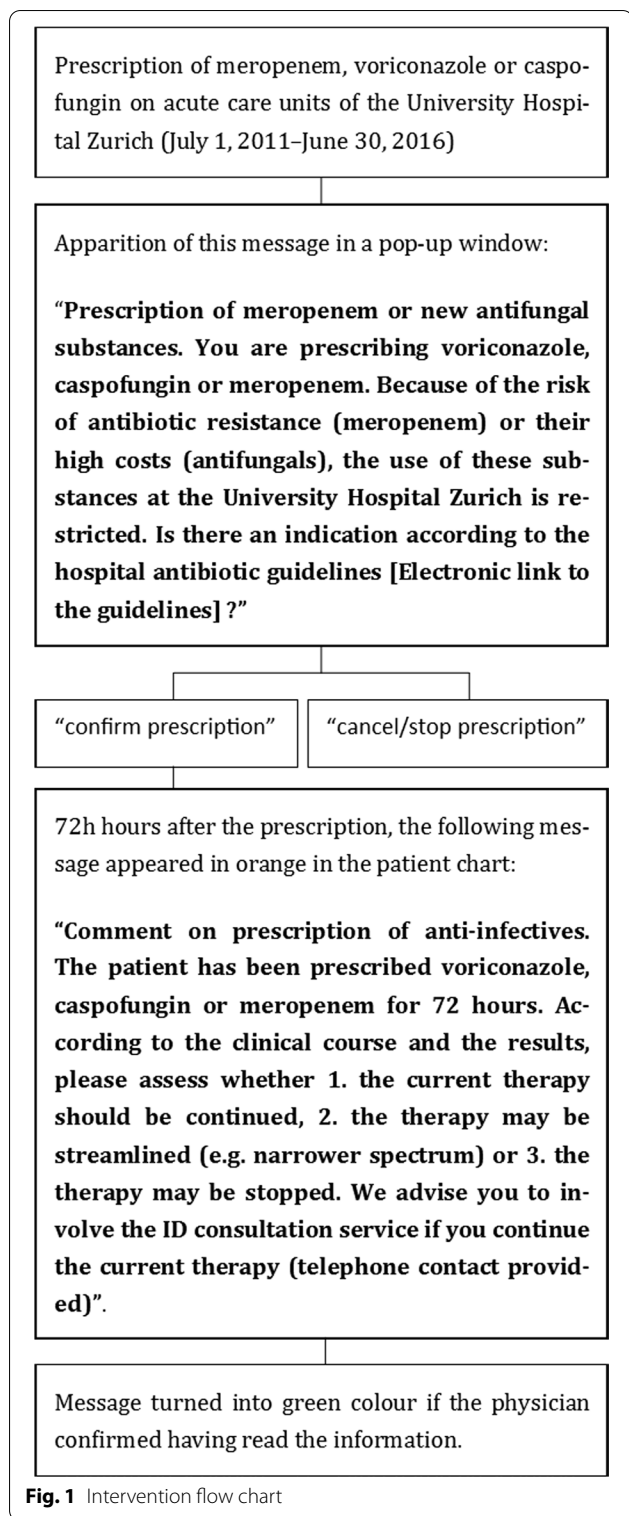 Prescription of meropenem, voriconazole or caspo-
fungin on acute care units of the University Hospi-
tal Zurich (July 1, 2011–June 30, 2016)
Apparition of this message in a pop-up window:
“Prescription of meropenem or new antifungal
substances. You are prescribing voriconazole,
caspofungin or meropenem. Because of the risk
of antibiotic resistance (meropenem) or their
high costs (antifungals), the use of these sub-
stances at the University Hospital Zurich is re-
stricted. Is there an indication according to the
hospital antibiotic guidelines [Electronic link to
the guidelines] ?”
“confirm prescription”
“cancel/stop prescription”
72h hours after the prescription, the following mes-
sage appeared in orange in the patient chart:
“Comment on prescription of anti-infectives.
The patient has been prescribed voriconazole,
caspofungin or meropenem for 72 hours. Ac-
cording to the clinical course and the results,
please assess whether 1. the current therapy
should be continued, 2. the therapy may be
streamlined (e.g. narrower spectrum) or 3. the
therapy may be stopped. We advise you to in-
volve the ID consultation service if you continue
the current therapy (telephone contact provid-
ed)”.
Message turned into green colour if the physician
confirmed having read the information.
Fig. 1 Intervention flow chart